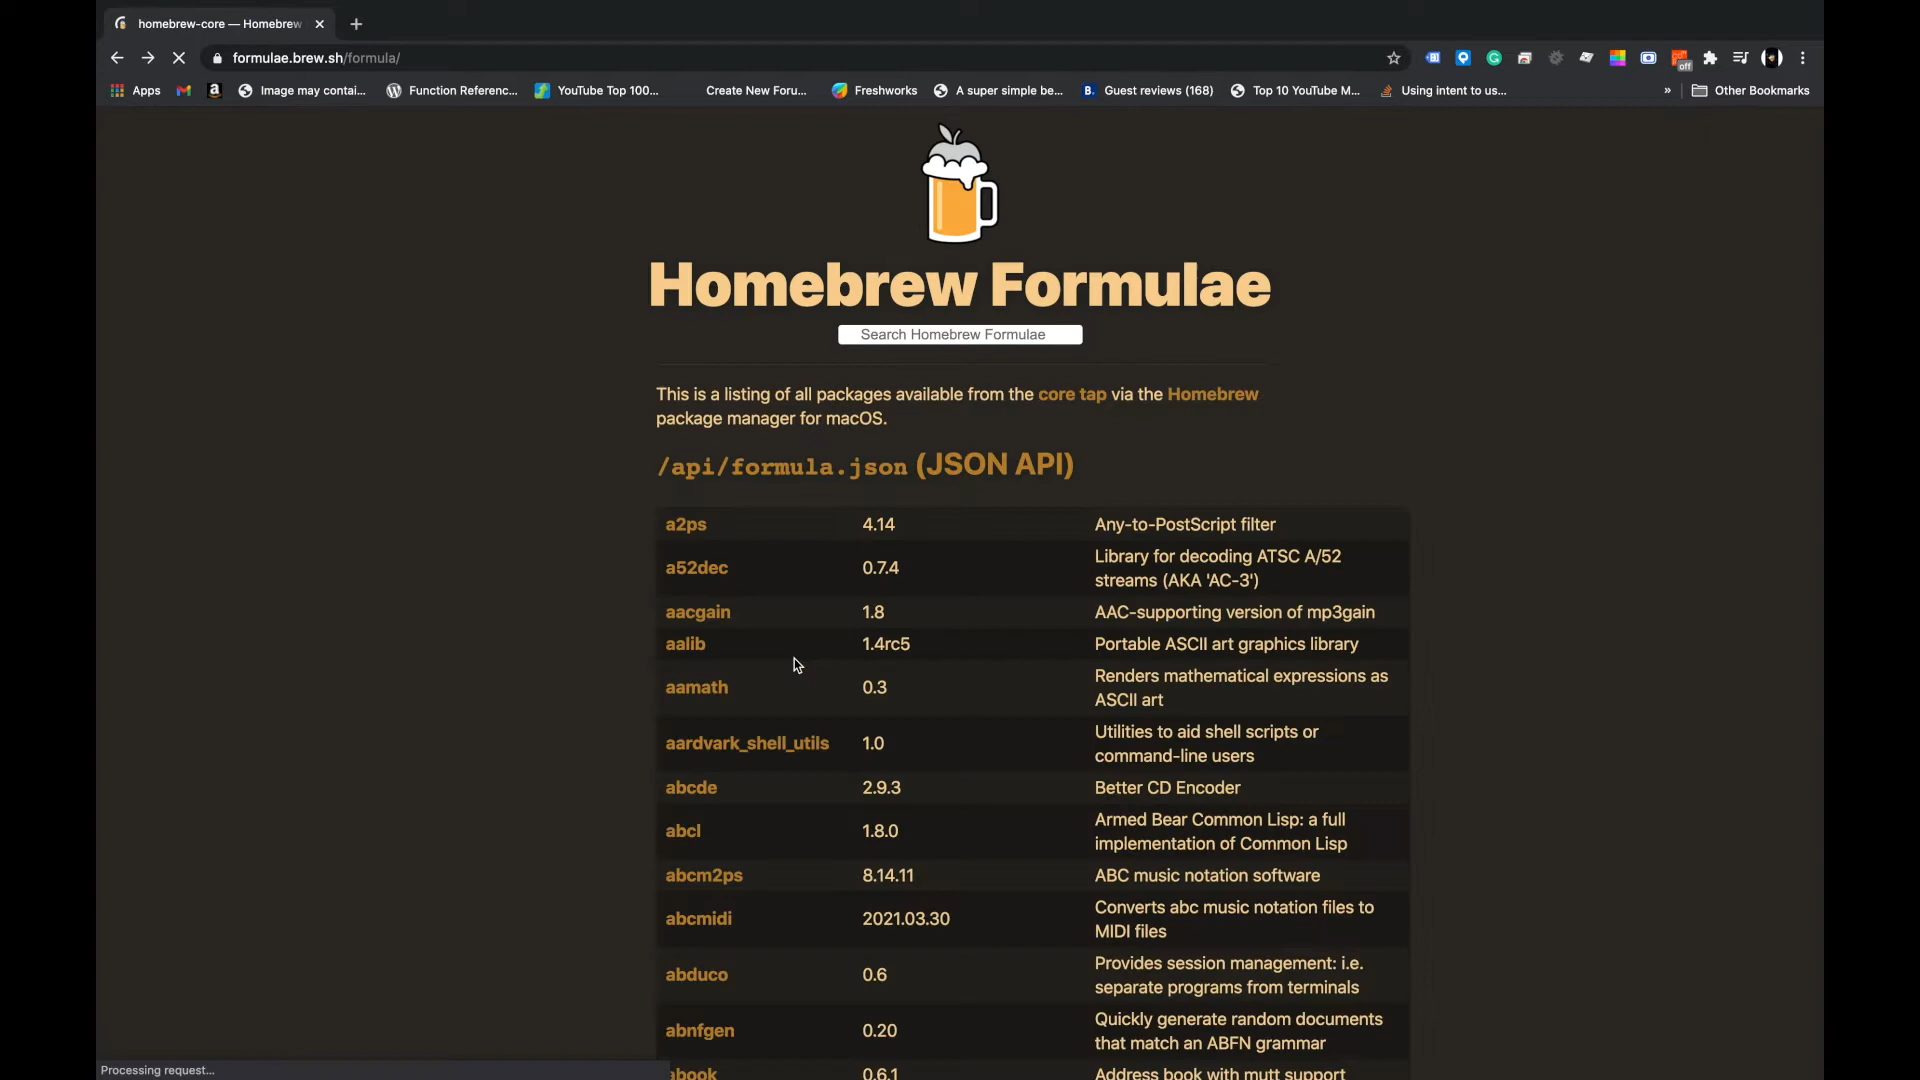 homebrew-core — Homebrew
formulae.brew.sh/formula/
off
Apps
Image may contai...
Function Referenc...
YouTube Top 100...
Create New Foru...
Freshworks
A super simple be...
B. Guest reviews (168)
Top 10 YouTube M...
Using intent to us...
»
Other Bookmarks
Homebrew Formulae
Search Homebrew Formulae
This is a listing of all packages available from the core tap via the Homebrew
package manager for macOS.
/api/formula.json (JSON API)
a2ps 4.14 Any-to-PostScript filter
a52dec 0.7.4 Library for decoding ATSC A/52
streams (AKA 'AC-3')
aacgain 1.8 AAC-supporting version of mp3gain
aalib 1.4rc5 Portable ASCII art graphics library
aamath 0.3 Renders mathematical expressions as
ASCII art
aardvark_shell_utils 1.0 Utilities to aid shell scripts or
command-line users
abcde 2.9.3 Better CD Encoder
abcl 1.8.0 Armed Bear Common Lisp: a full
implementation of Common Lisp
abcm2ps 8.14.11 ABC music notation software
abcmidi 2021.03.30 Converts abc music notation files to
MIDI files
abduco 0.6 Provides session management: i.e.
separate programs from terminals
abnfgen 0.20 Quickly generate random documents
that match an ABFN grammar
abook 0.6.1 Address book with mutt support
Processing request...